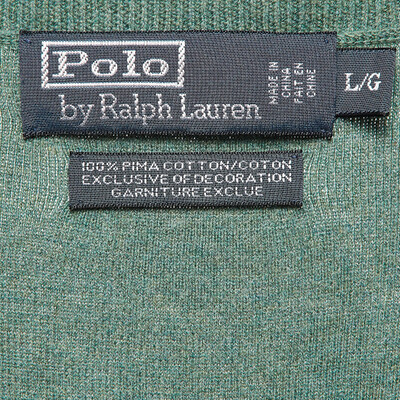 Polo
by Ralph Lauren
MADE IN
CHINA
FAIT EN
CHINE
L/G
100% PIMA COTTON/COTON
EXCLUSIVE OF DECORATION
GARNITURE EXCLUE